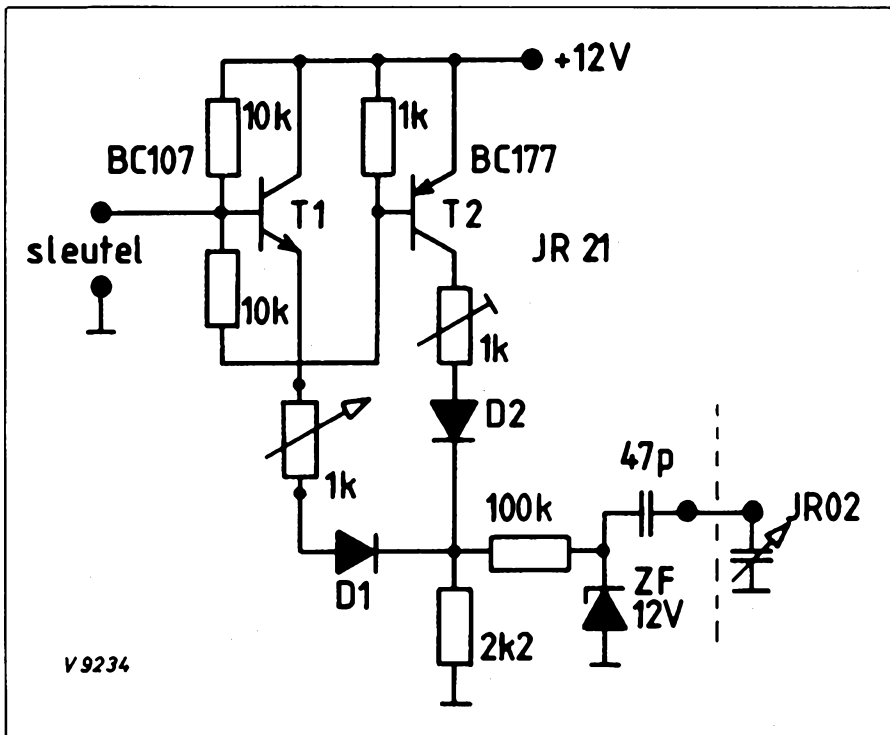 +12V
10k
1k
BC107
BC177
T1
T2
sleutel
JR 21
10k
1k
D2
1k
47p
100k
JR02
D1
ZF
12V
2k2
V 9234